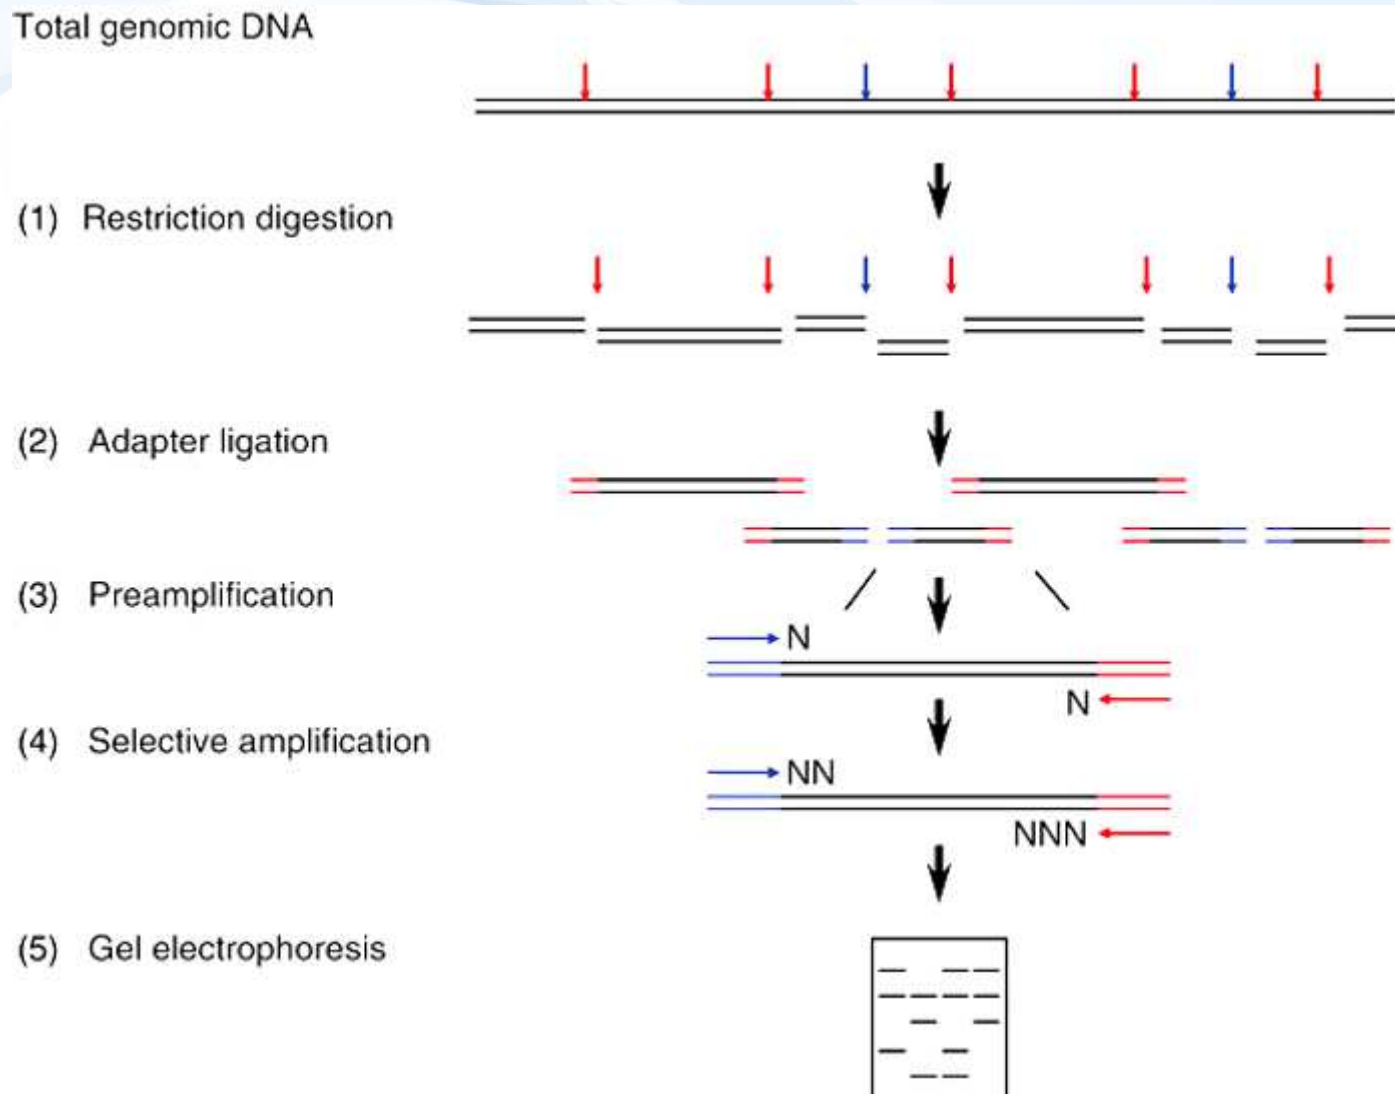 Total genomic DNA
(1) Restriction digestion
(2) Adapter ligation
(3) Preamplification
N
N
(4) Selective amplification
NN
NNN
(5) Gel electrophoresis